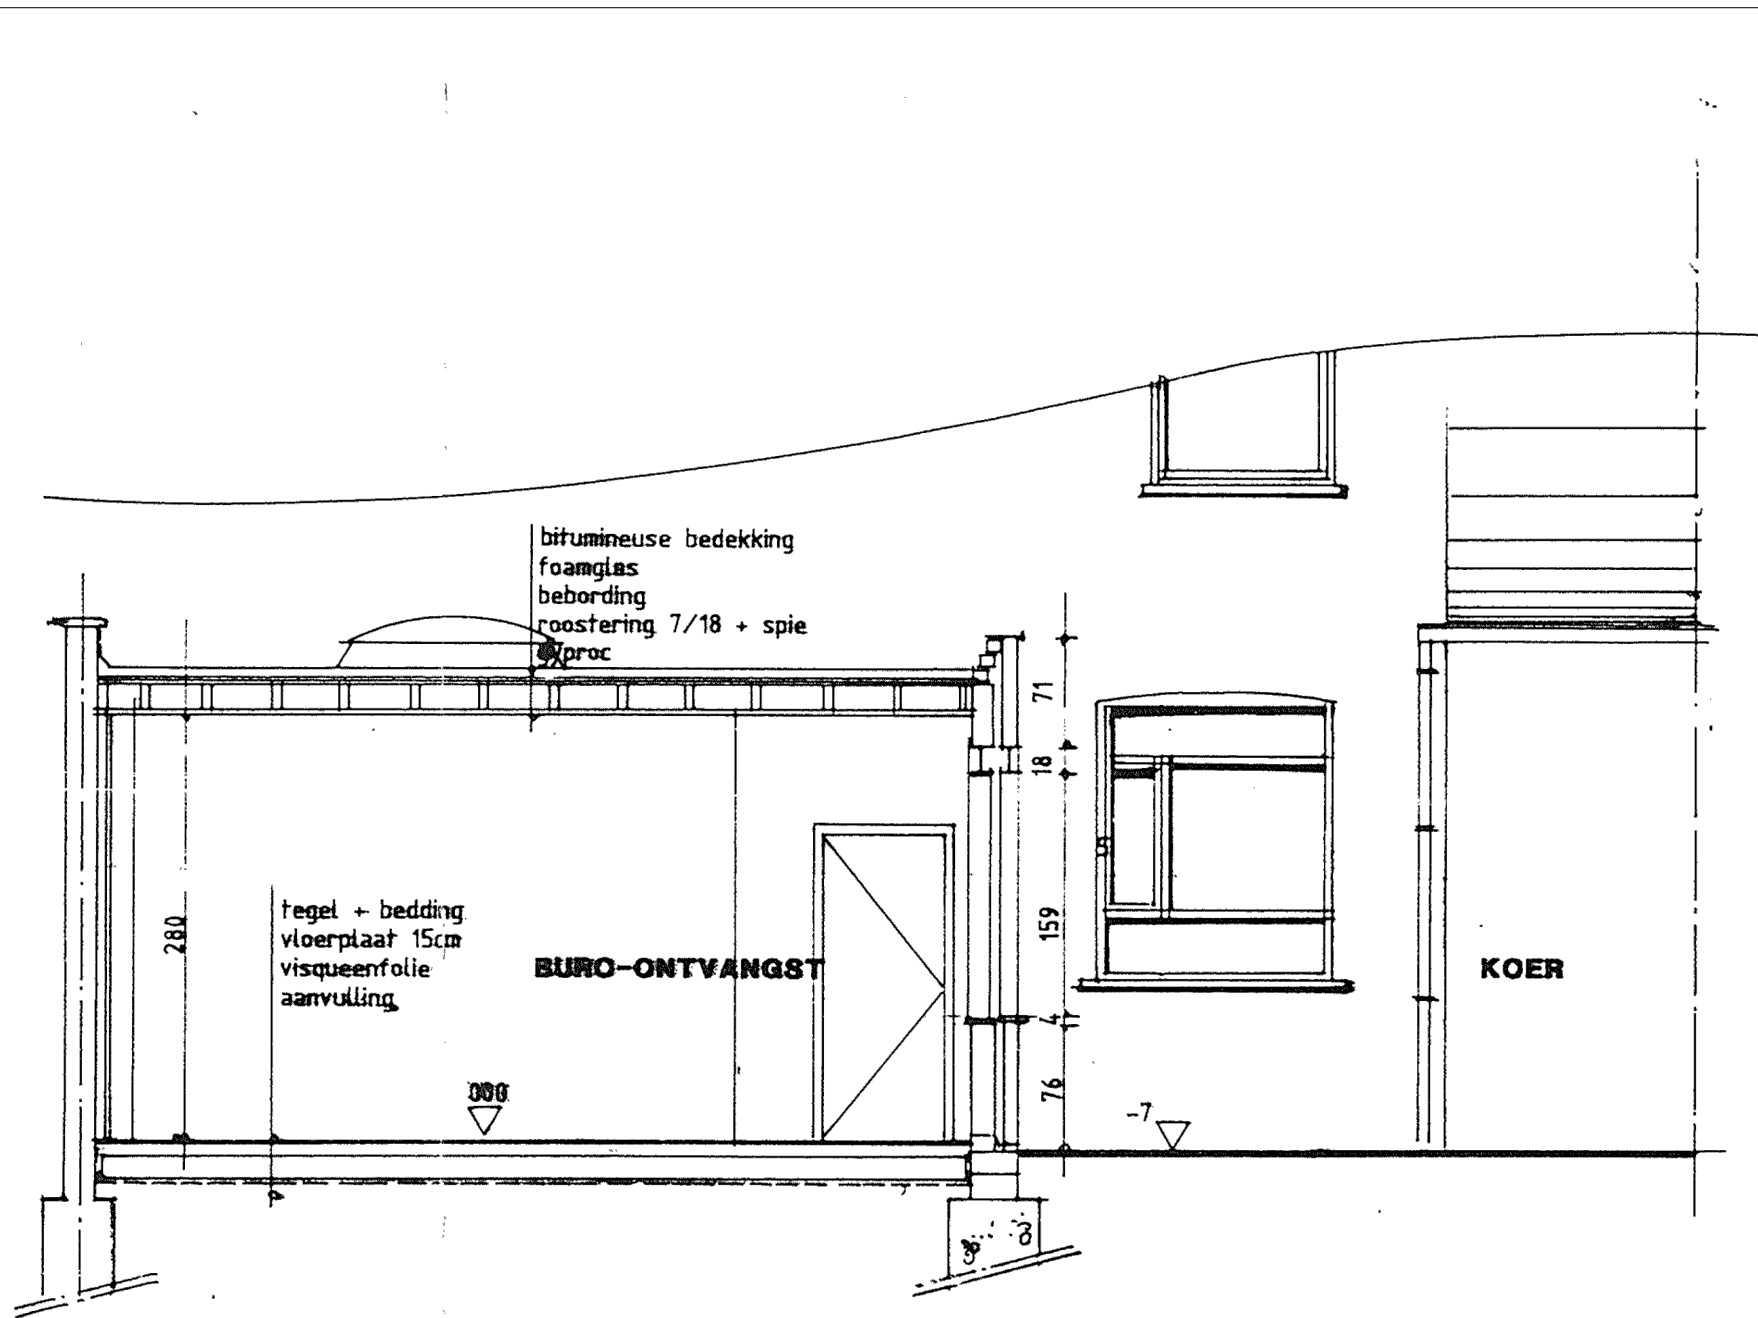 bitumineuse bedekking
foamglas
bebording
roostering 7/18 + spie
71
18
280
tegel + bedding
vloerplaat 15cm
visqueenfolie
aanvulling
BURO-ONTVANGST
159
KOER
4
76
000
-7